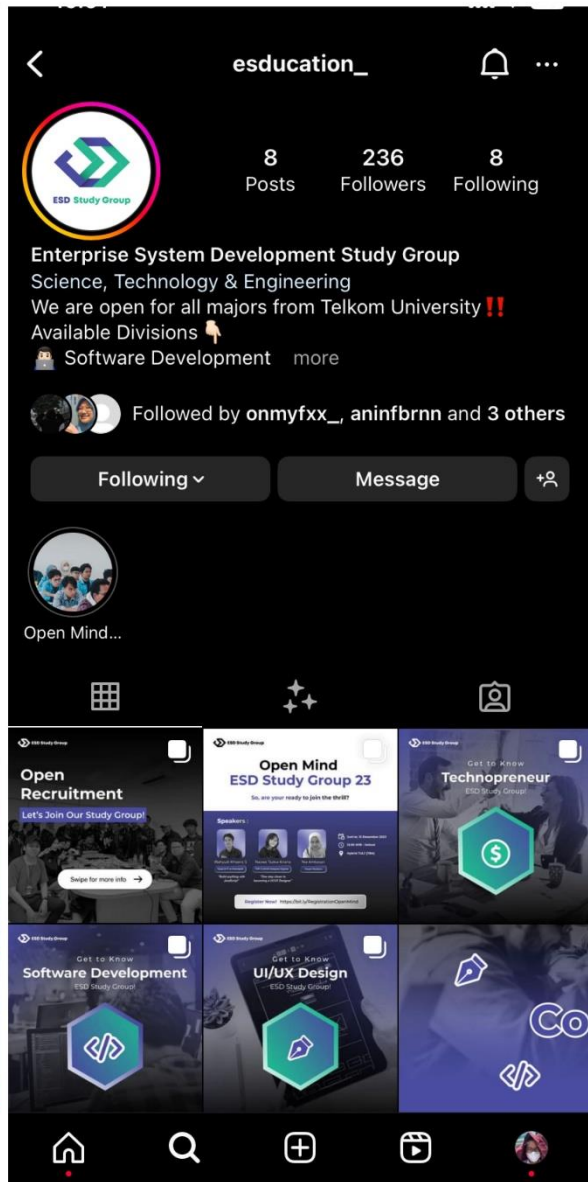 esducation_
8 236 8
Posts Followers Following
ESD Study Group
Enterprise System Development Study Group
Science, Technology & Engineering
We are open for all majors from Telkom University‼️
Available Divisions 👇🏻
👨🏻‍💻 Software Development more
Followed by onmyfxx_, aninfbrnn and 3 others
Following Message
Open Mind...
ESD Study Group
Open
Recruitment
Let's Join Our Study Group!
Swipe for more info →
ESD Study Group
Open Mind
ESD Study Group 23
So, are your ready to join the thrill?
Speakers :
Register Now! https://bit.ly/RegistrationOpenMind
ESD Study Group
Get to Know
Technopreneur
ESD Study Group!
ESD Study Group
Get to Know
Software Development
ESD Study Group!
ESD Study Group
Get to Know
UI/UX Design
ESD Study Group!
Co